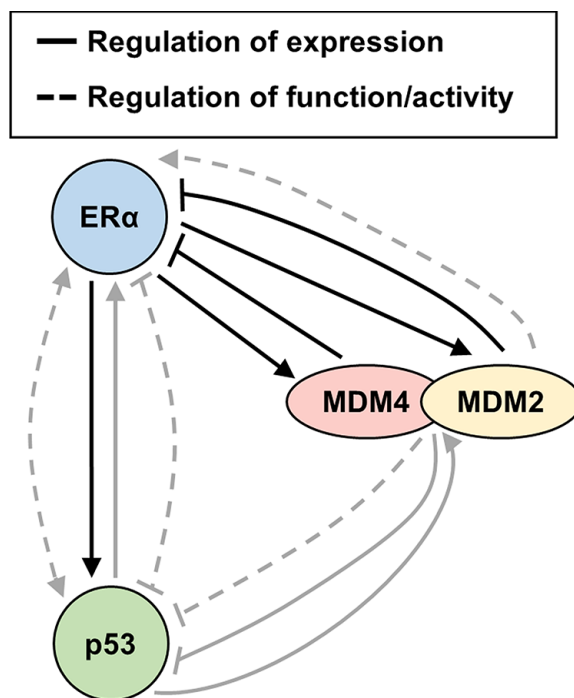 Regulation of expression
Regulation of function/activity
ERα
MDM4
MDM2
p53